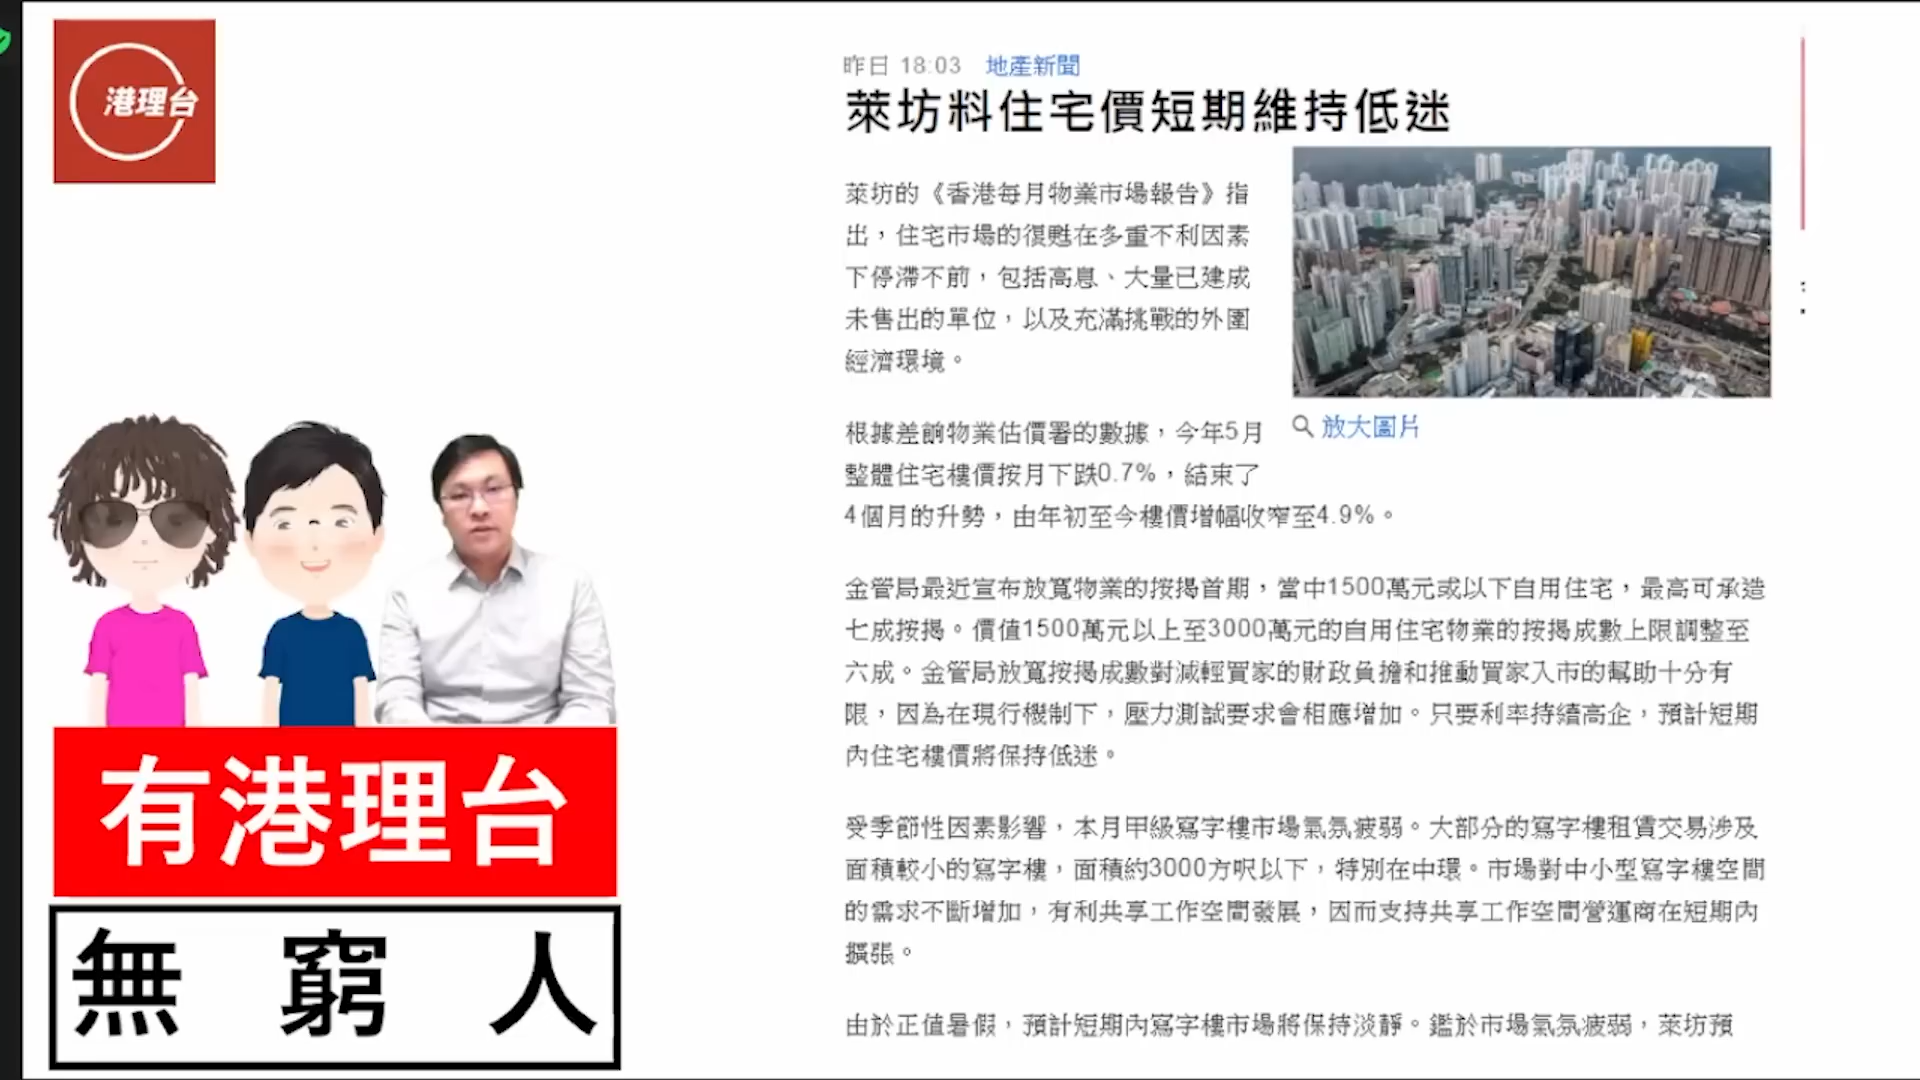 港理台
昨日 18:03 地產新聞
萊坊料住宅價短期維持低迷
萊坊的《香港每月物業市場報告》指
出，住宅市場的復甦在多重不利因素
下停滯不前，包括高息、大量已建成
未售出的單位，以及充滿挑戰的外圍
經濟環境。
放大圖片
根據差餉物業估價署的數據，今年5月
整體住宅樓價按月下跌0.7%，結束了
4個月的升勢，由年初至今樓價增幅收窄至4.9%。
金管局最近宣布放寬物業的按揭首期，當中1500萬元或以下自用住宅，最高可承造
七成按揭。價值1500萬元以上至3000萬元的自用住宅物業的按揭成數上限調整至
六成。金管局放寬按揭成數對減輕買家的財政負擔和推動買家入市的幫助十分有
限，因為在現行機制下，壓力測試要求會相應增加。只要利率持續高企，預計短期
內住宅樓價將保持低迷。
受季節性因素影響，本月甲級寫字樓市場氣氛疲弱。大部分的寫字樓租賃交易涉及
面積較小的寫字樓，面積約3000方呎以下，特別在中環。市場對中小型寫字樓空間
的需求不斷增加，有利共享工作空間發展，因而支持共享工作空間營運商在短期內
擴張。
由於正值暑假，預計短期內寫字樓市場將保持淡靜。鑑於市場氣氛疲弱，萊坊預
有港理台
無窮人